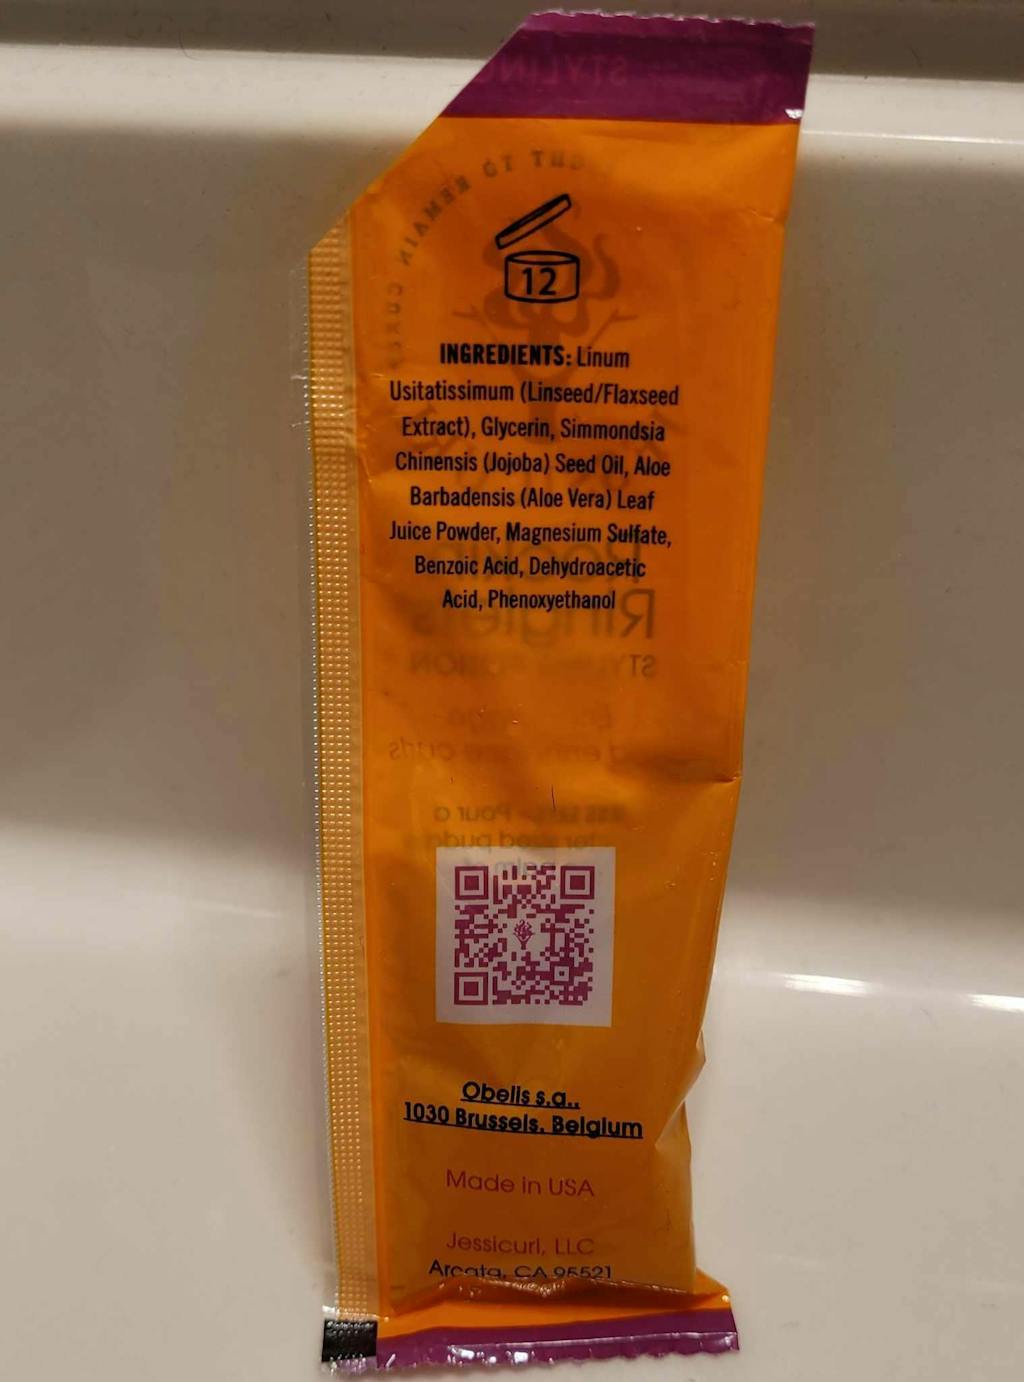 12
INGREDIENTS: Linum
Usitatissimum (Linseed/Flaxseed
Extract), Glycerin, Simmondsia
Chinensis (Jojoba) Seed Oil, Aloe
Barbadensis (Aloe Vera) Leaf
Juice Powder, Magnesium Sulfate,
Benzoic Acid, Dehydroacetic
Acid, Phenoxyethanol
Obelis s.a..
1030 Brussels, Belgium
Made in USA
Jessicurl, LLC
Arcata, CA 95521